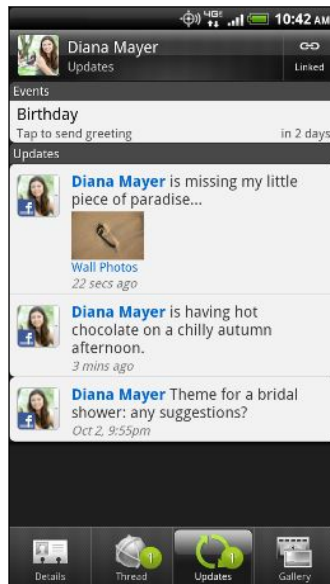 4G
10:42 AM
Diana Mayer
Updates
Linked
Events
Birthday
Tap to send greeting
in 2 days
Updates
Diana Mayer is missing my little
piece of paradise...
Wall Photos
22 secs ago
Diana Mayer is having hot
chocolate on a chilly autumn
afternoon.
3 mins ago
Diana Mayer Theme for a bridal
shower: any suggestions?
Oct 2, 9:55pm
1
1
Details
Thread
Updates
Gallery